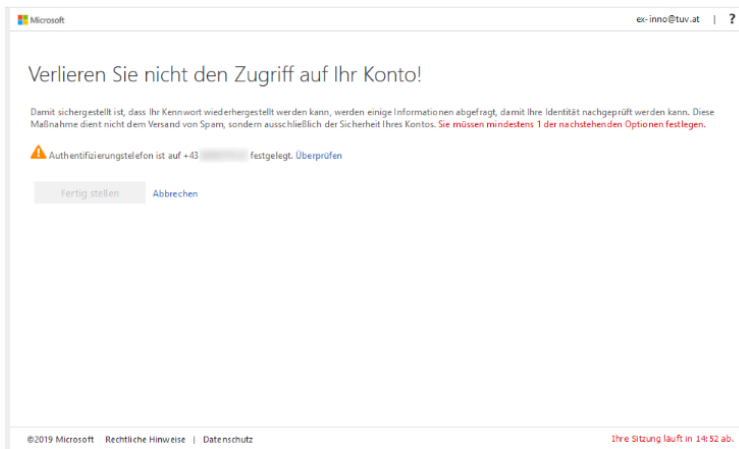 Microsoft ex-inno@tuv.at | ?
Verlieren Sie nicht den Zugriff auf Ihr Konto!
Damit sichergestellt ist, dass Ihr Kennwort wiederhergestellt werden kann, werden einige Informationen abgefragt, damit Ihre Identität nachgeprüft werden kann. Diese
Maßnahme dient nicht dem Versand von Spam, sondern ausschließlich der Sicherheit Ihres Kontos. Sie müssen mindestens 1 der nachstehenden Optionen festlegen.
Authentifizierungstelefon ist auf +43 festgelegt. Überprüfen
Fertig stellen Abbrechen
©2019 Microsoft Rechtliche Hinweise | Datenschutz Ihre Sitzung läuft in 14:52 ab.